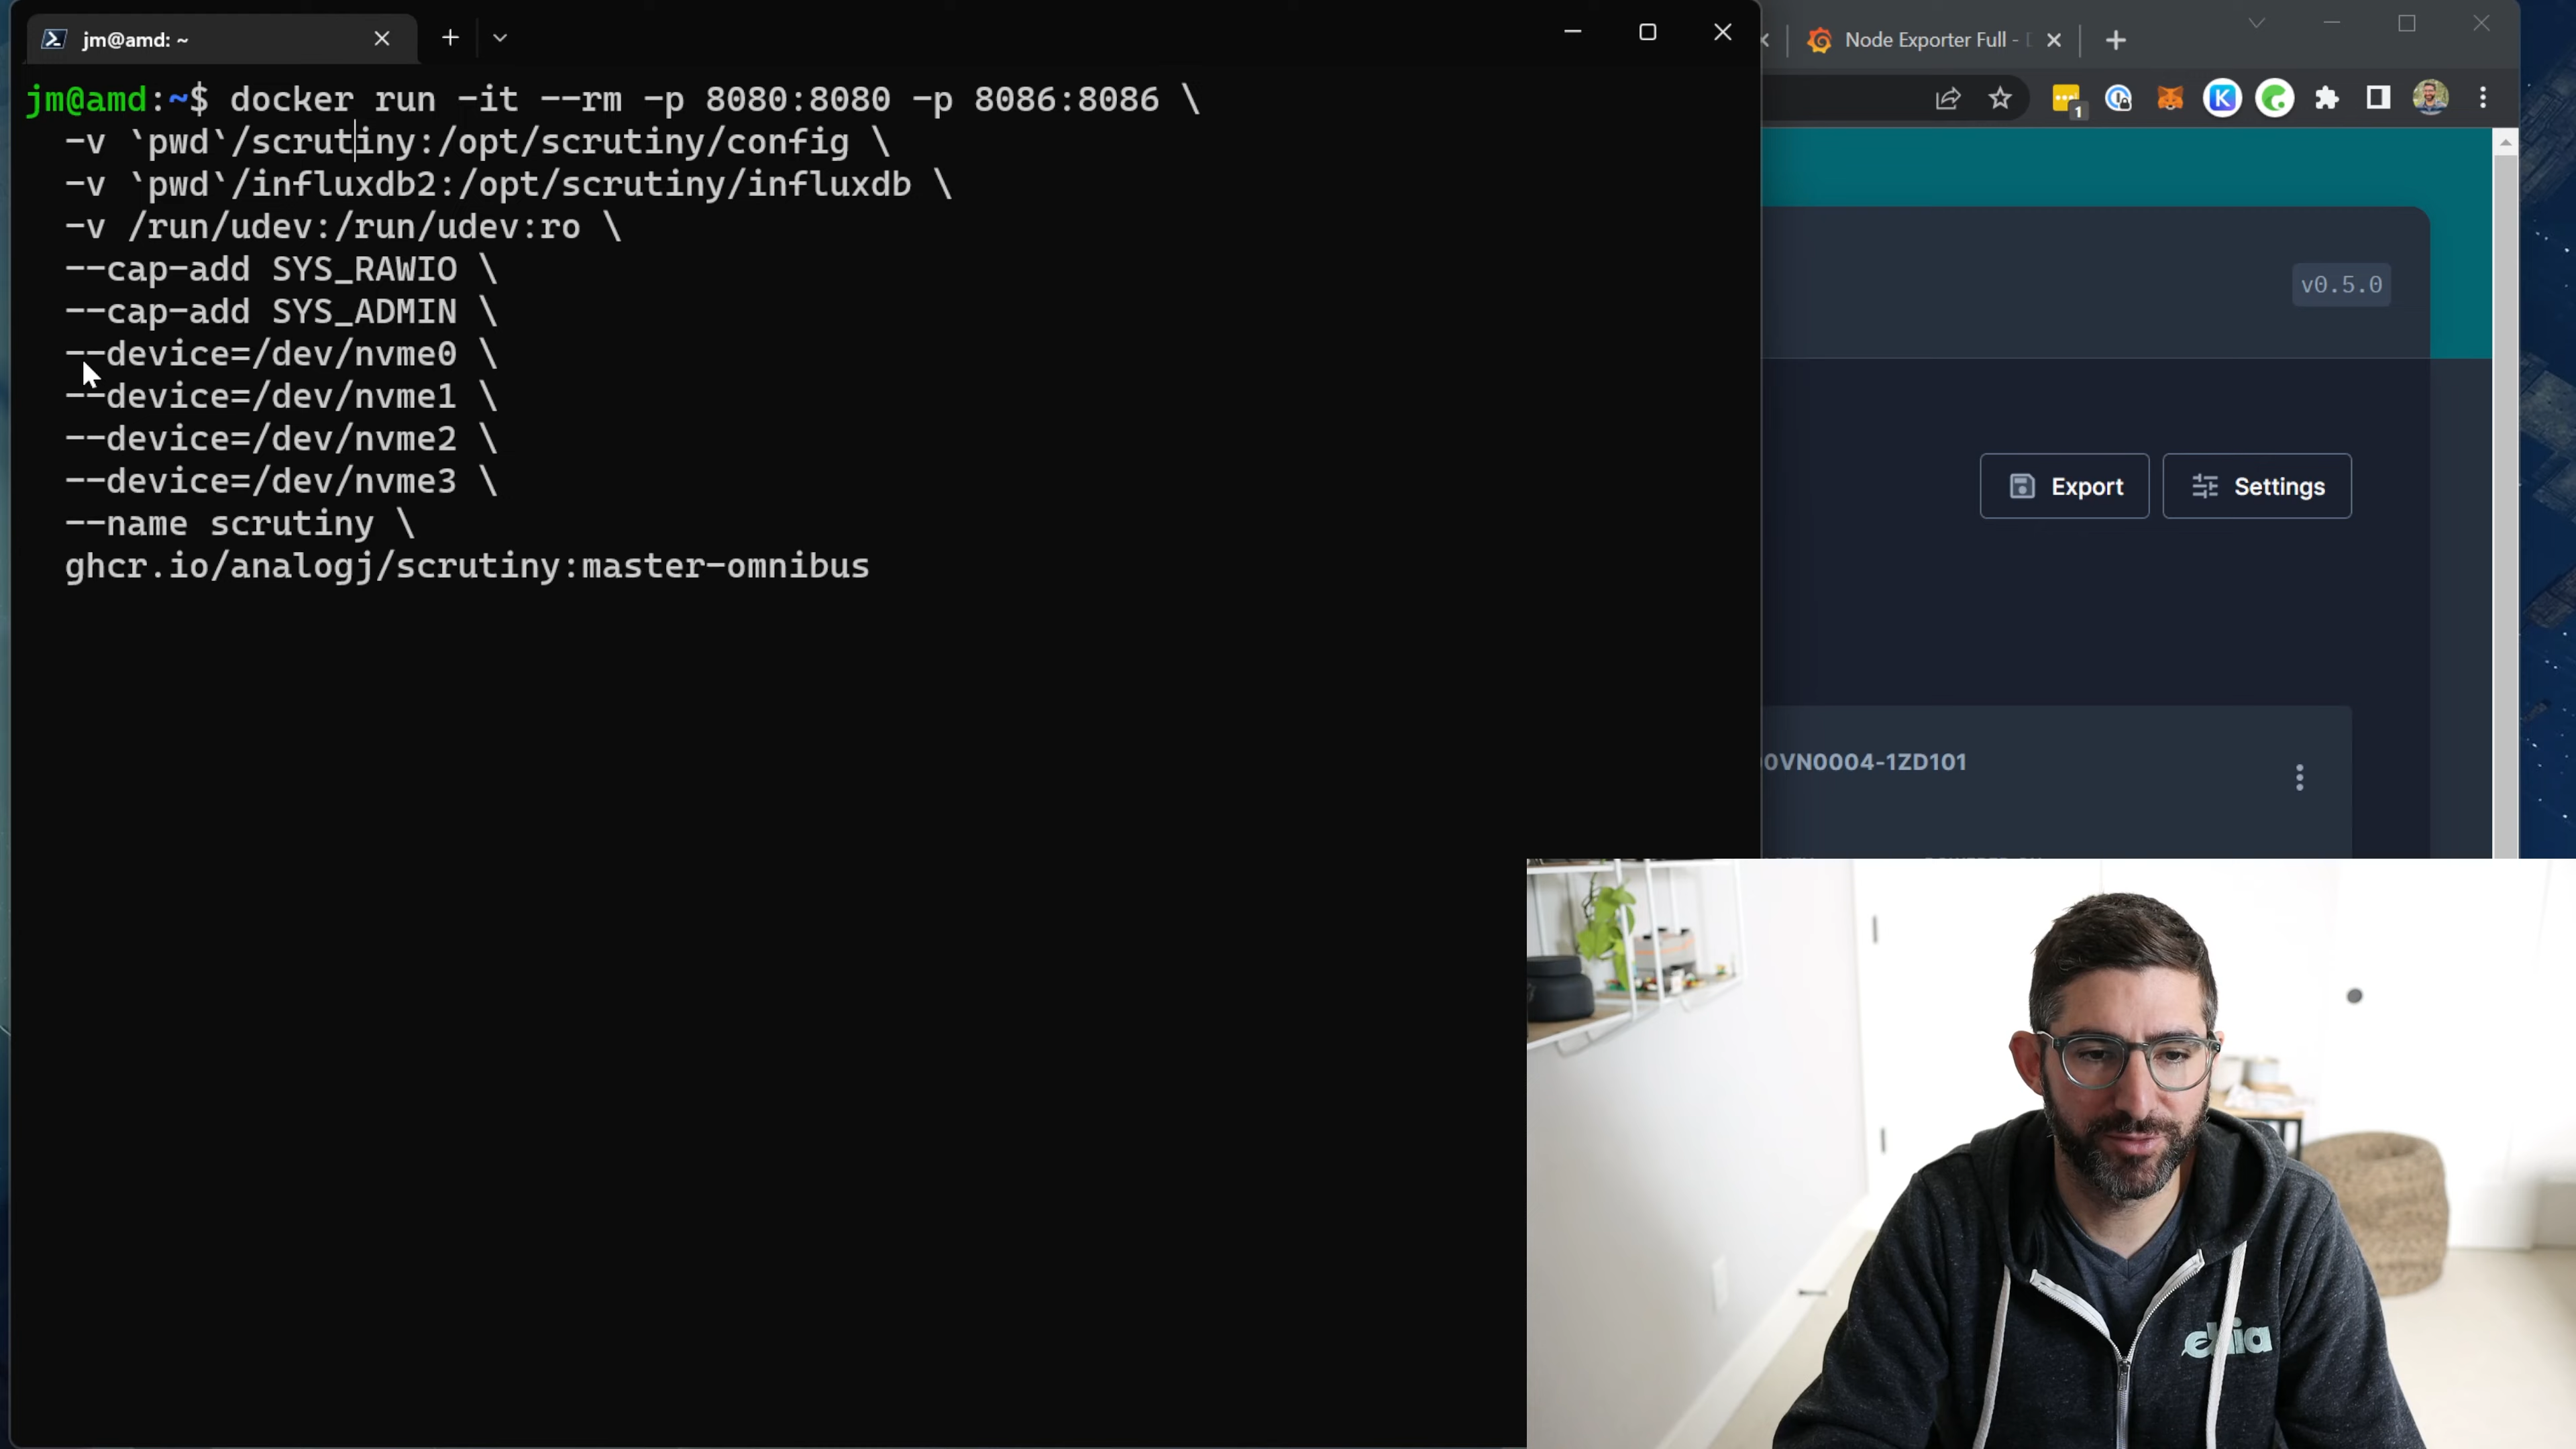 jm@amd: ~
Node Exporter Full -
jm@amd:~$ docker run -it --rm -p 8080:8080 -p 8086:8086 \
-v `pwd`/scrutiny:/opt/scrutiny/config \
-v `pwd`/influxdb2:/opt/scrutiny/influxdb \
-v /run/udev:/run/udev:ro \
--cap-add SYS_RAWIO \
--cap-add SYS_ADMIN \
--device=/dev/nvme0 \
--device=/dev/nvme1 \
--device=/dev/nvme2 \
--device=/dev/nvme3 \
--name scrutiny \
ghcr.io/analogj/scrutiny:master-omnibus
1
K
v0.5.0
Export
Settings
0VN0004-1ZD101